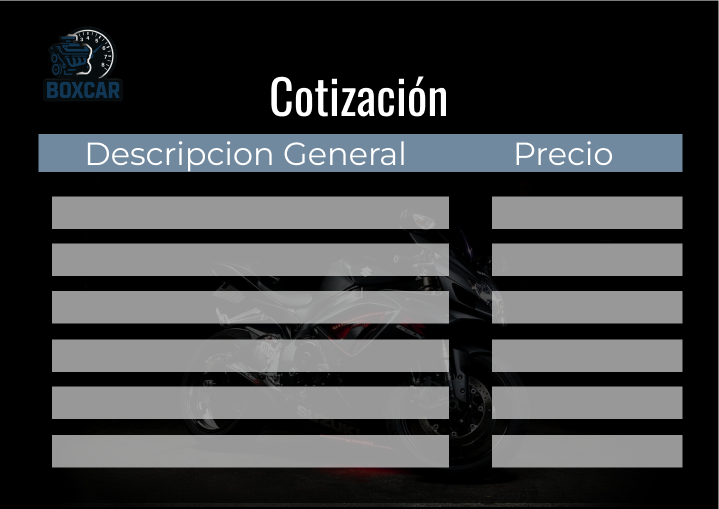 BOXCAR
Cotización
Descripcion General Precio